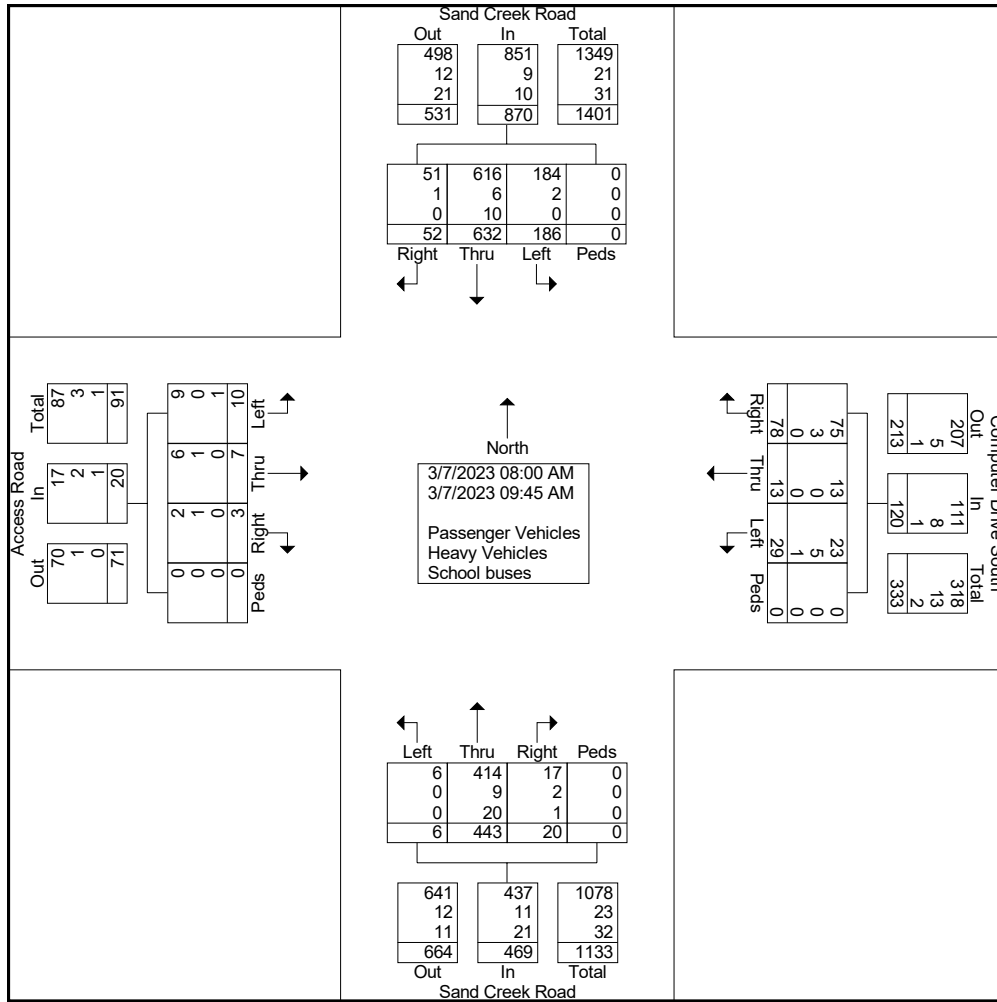 Sand Creek Road
Out In Total
498 851 1349
12 9 21
21 10 31
531 870 1401
51 616 184 0
1 6 2 0
0 10 0 0
52 632 186 0
Right Thru Left Peds
Access Road
Total In Out
87 17 70
3 2 1
1 1 0
91 20 71
Left Thru Right Peds
9 6 2 0
0 1 1 0
1 0 0 0
10 7 3 0
North
3/7/2023 08:00 AM
3/7/2023 09:45 AM
Passenger Vehicles
Heavy Vehicles
School buses
Right Thru Left Peds
75 13 23 0
3 0 5 0
0 0 1 0
78 13 29 0
Computer Drive South
Out In Total
207 111 318
5 8 13
1 1 2
213 120 333
Left Thru Right Peds
6 414 17 0
0 9 2 0
0 20 1 0
6 443 20 0
641 437 1078
12 11 23
11 21 32
664 469 1133
Out In Total
Sand Creek Road